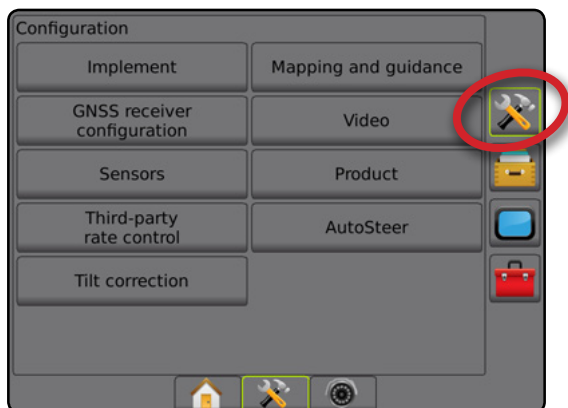 Configuration
Implement
Mapping and guidance
GNSS receiver
configuration
Video
Sensors
Product
Third-party
rate control
AutoSteer
Tilt correction